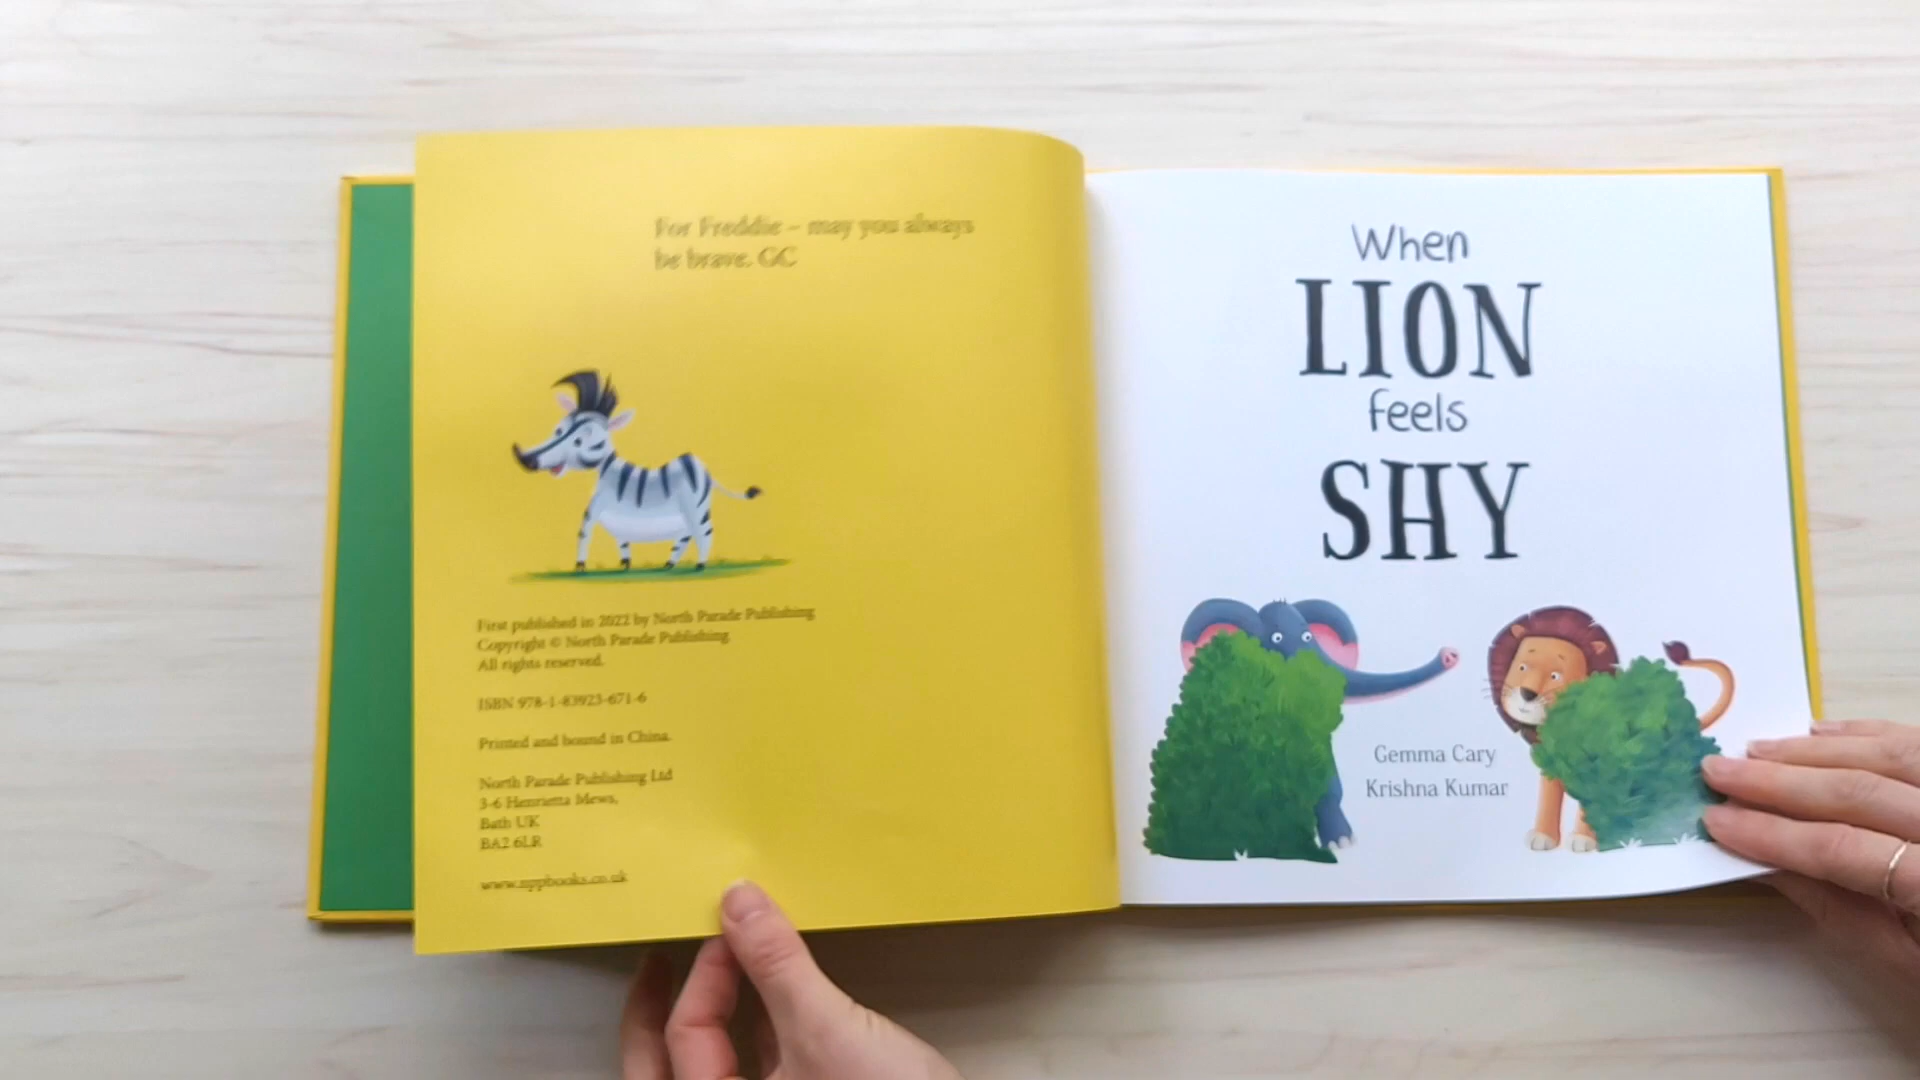 For Freddie – may you always
be brave. GC
First published in 2022 by North Parade Publishing
Copyright © North Parade Publishing
All rights reserved.
ISBN 978-1-83923-671-6
Printed and bound in China.
North Parade Publishing Ltd
3-6 Henrietta Mews,
Bath UK
BA2 6LR
www.nppbooks.co.uk
When
LION
feels
SHY
Gemma Cary
Krishna Kumar